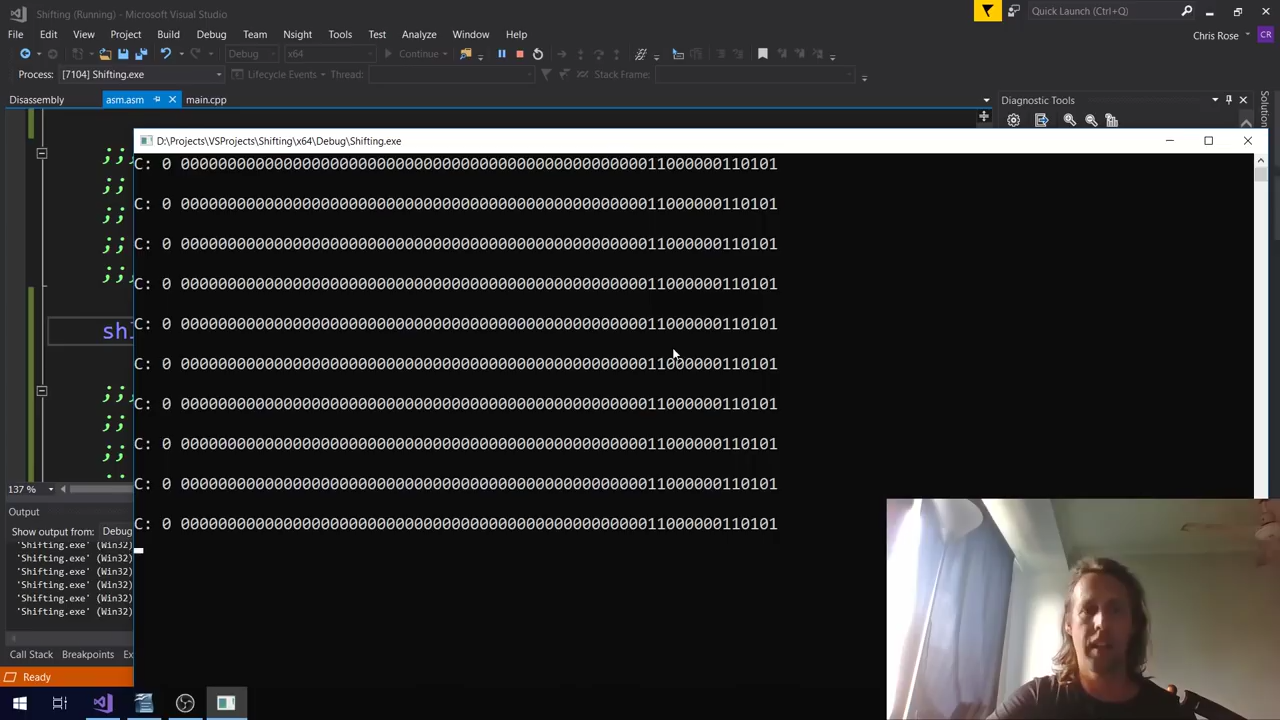 Shifting (Running) - Microsoft Visual Studio
Quick Launch (Ctrl+Q)
File Edit View Project Build Debug Team Nsight Tools Test Analyze Window Help
Chris Rose CR
Debug x64 Continue
Process: [7104] Shifting.exe Lifecycle Events Thread: Stack Frame:
Disassembly asm.asm main.cpp
Diagnostic Tools
Solution
D:\Projects\VSProjects\Shifting\x64\Debug\Shifting.exe
C: 0 0000000000000000000000000000000000000000000000000011000000110101
;;;
;;
C: 0 0000000000000000000000000000000000000000000000000011000000110101
;;
C: 0 0000000000000000000000000000000000000000000000000011000000110101
;;
;;;
C: 0 0000000000000000000000000000000000000000000000000011000000110101
C: 0 0000000000000000000000000000000000000000000000000011000000110101
C: 0 0000000000000000000000000000000000000000000000000011000000110101
;;;
C: 0 0000000000000000000000000000000000000000000000000011000000110101
;;
C: 0 0000000000000000000000000000000000000000000000000011000000110101
;;
C: 0 0000000000000000000000000000000000000000000000000011000000110101
137 %
Output
C: 0 0000000000000000000000000000000000000000000000000011000000110101
Show output from: Debug
'Shifting.exe' (Win32)
'Shifting.exe' (Win32)
'Shifting.exe' (Win32)
'Shifting.exe' (Win32)
'Shifting.exe' (Win32)
'Shifting.exe' (Win32)
Call Stack Breakpoints
Ready